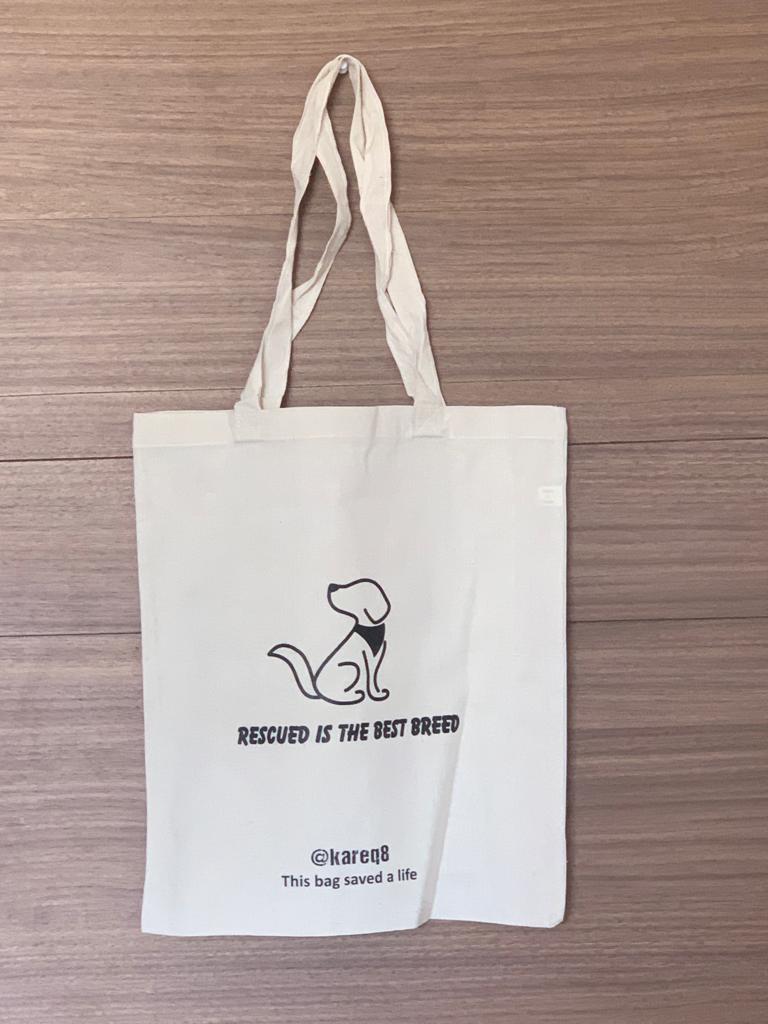 RESCUED IS THE BEST BREED
@kareq8
This bag saved a life